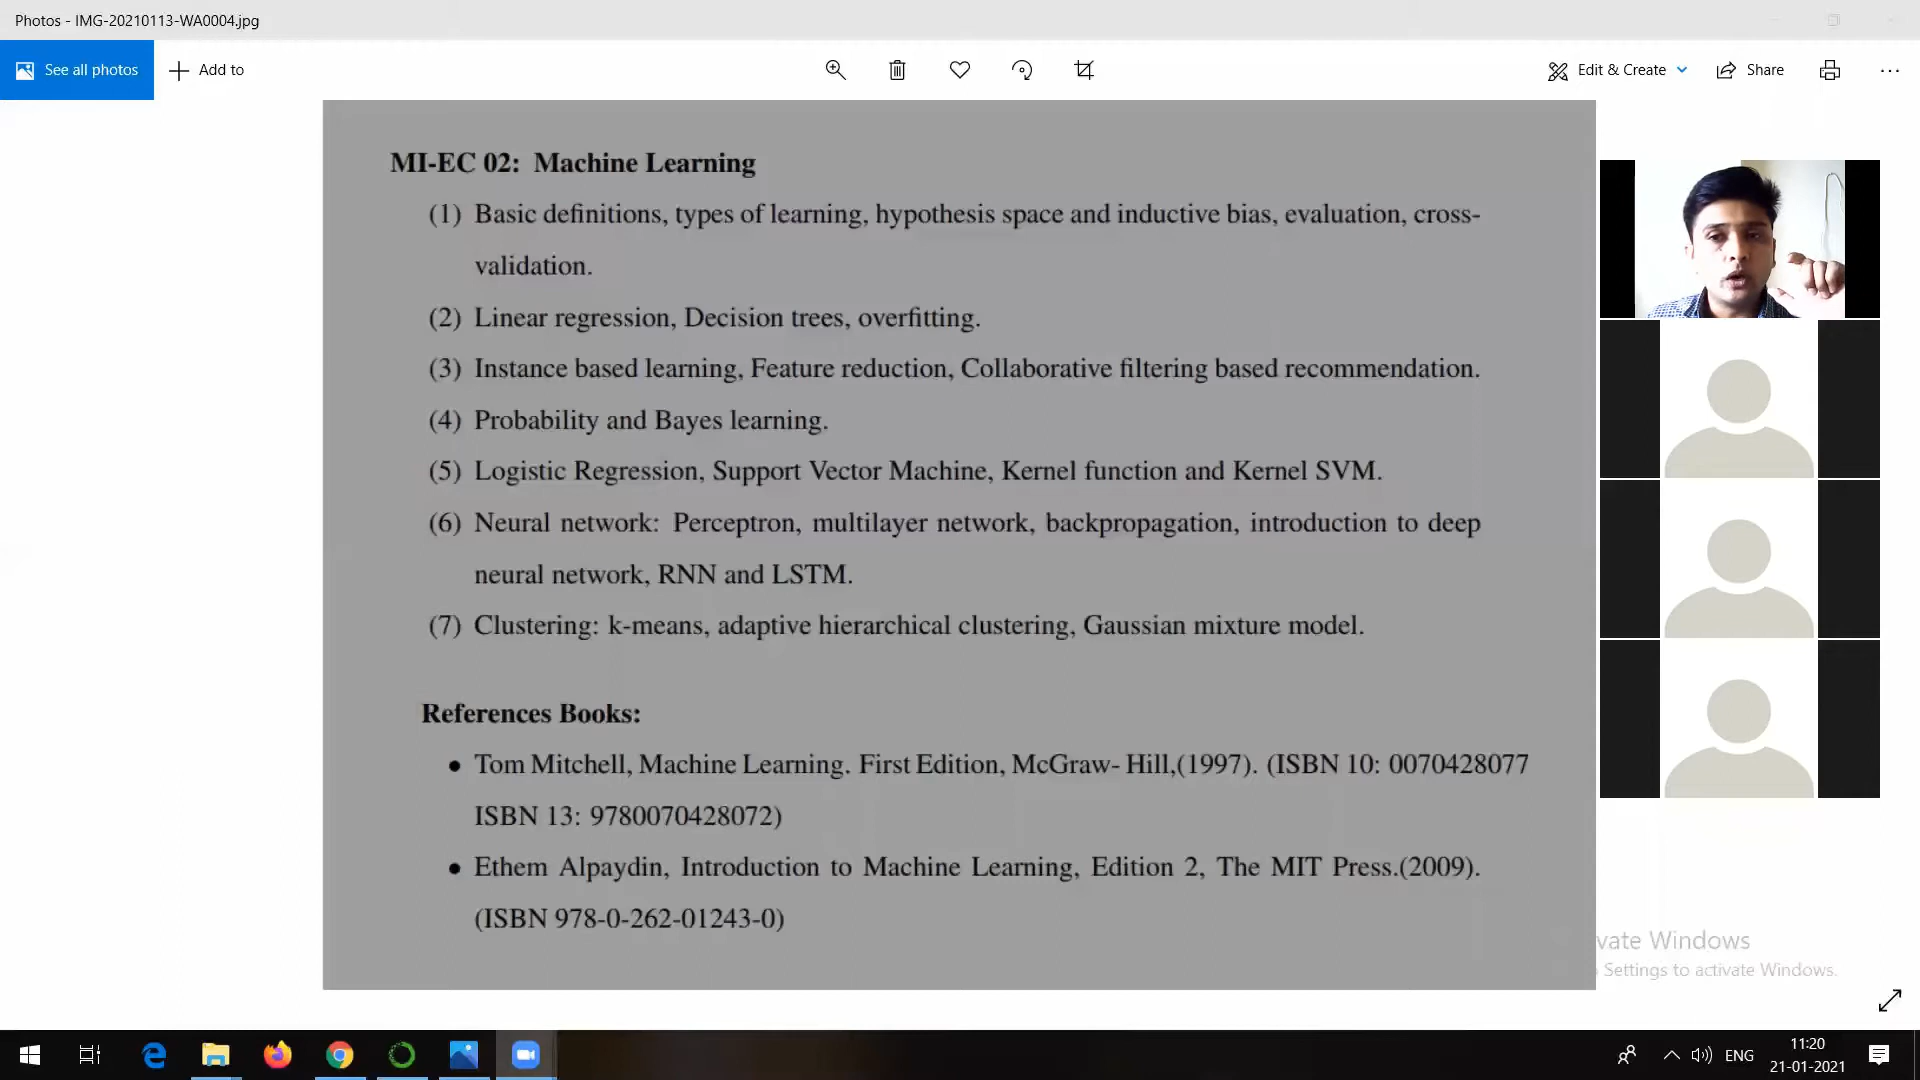 Photos - IMG-20210113-WA0004.jpg
See all photos
Add to
Edit & Create
Share
MI-EC 02: Machine Learning
(1) Basic definitions, types of learning, hypothesis space and inductive bias, evaluation, cross-
validation.
(2) Linear regression, Decision trees, overfitting.
(3) Instance based learning, Feature reduction, Collaborative filtering based recommendation.
(4) Probability and Bayes learning.
(5) Logistic Regression, Support Vector Machine, Kernel function and Kernel SVM.
(6) Neural network: Perceptron, multilayer network, backpropagation, introduction to deep
neural network, RNN and LSTM.
(7) Clustering: k-means, adaptive hierarchical clustering, Gaussian mixture model.
References Books:
• Tom Mitchell, Machine Learning. First Edition, McGraw- Hill,(1997). (ISBN 10: 0070428077
ISBN 13: 9780070428072)
• Ethem Alpaydin, Introduction to Machine Learning, Edition 2, The MIT Press.(2009).
(ISBN 978-0-262-01243-0)
vate Windows
Settings to activate Windows.
ENG
11:20
21-01-2021